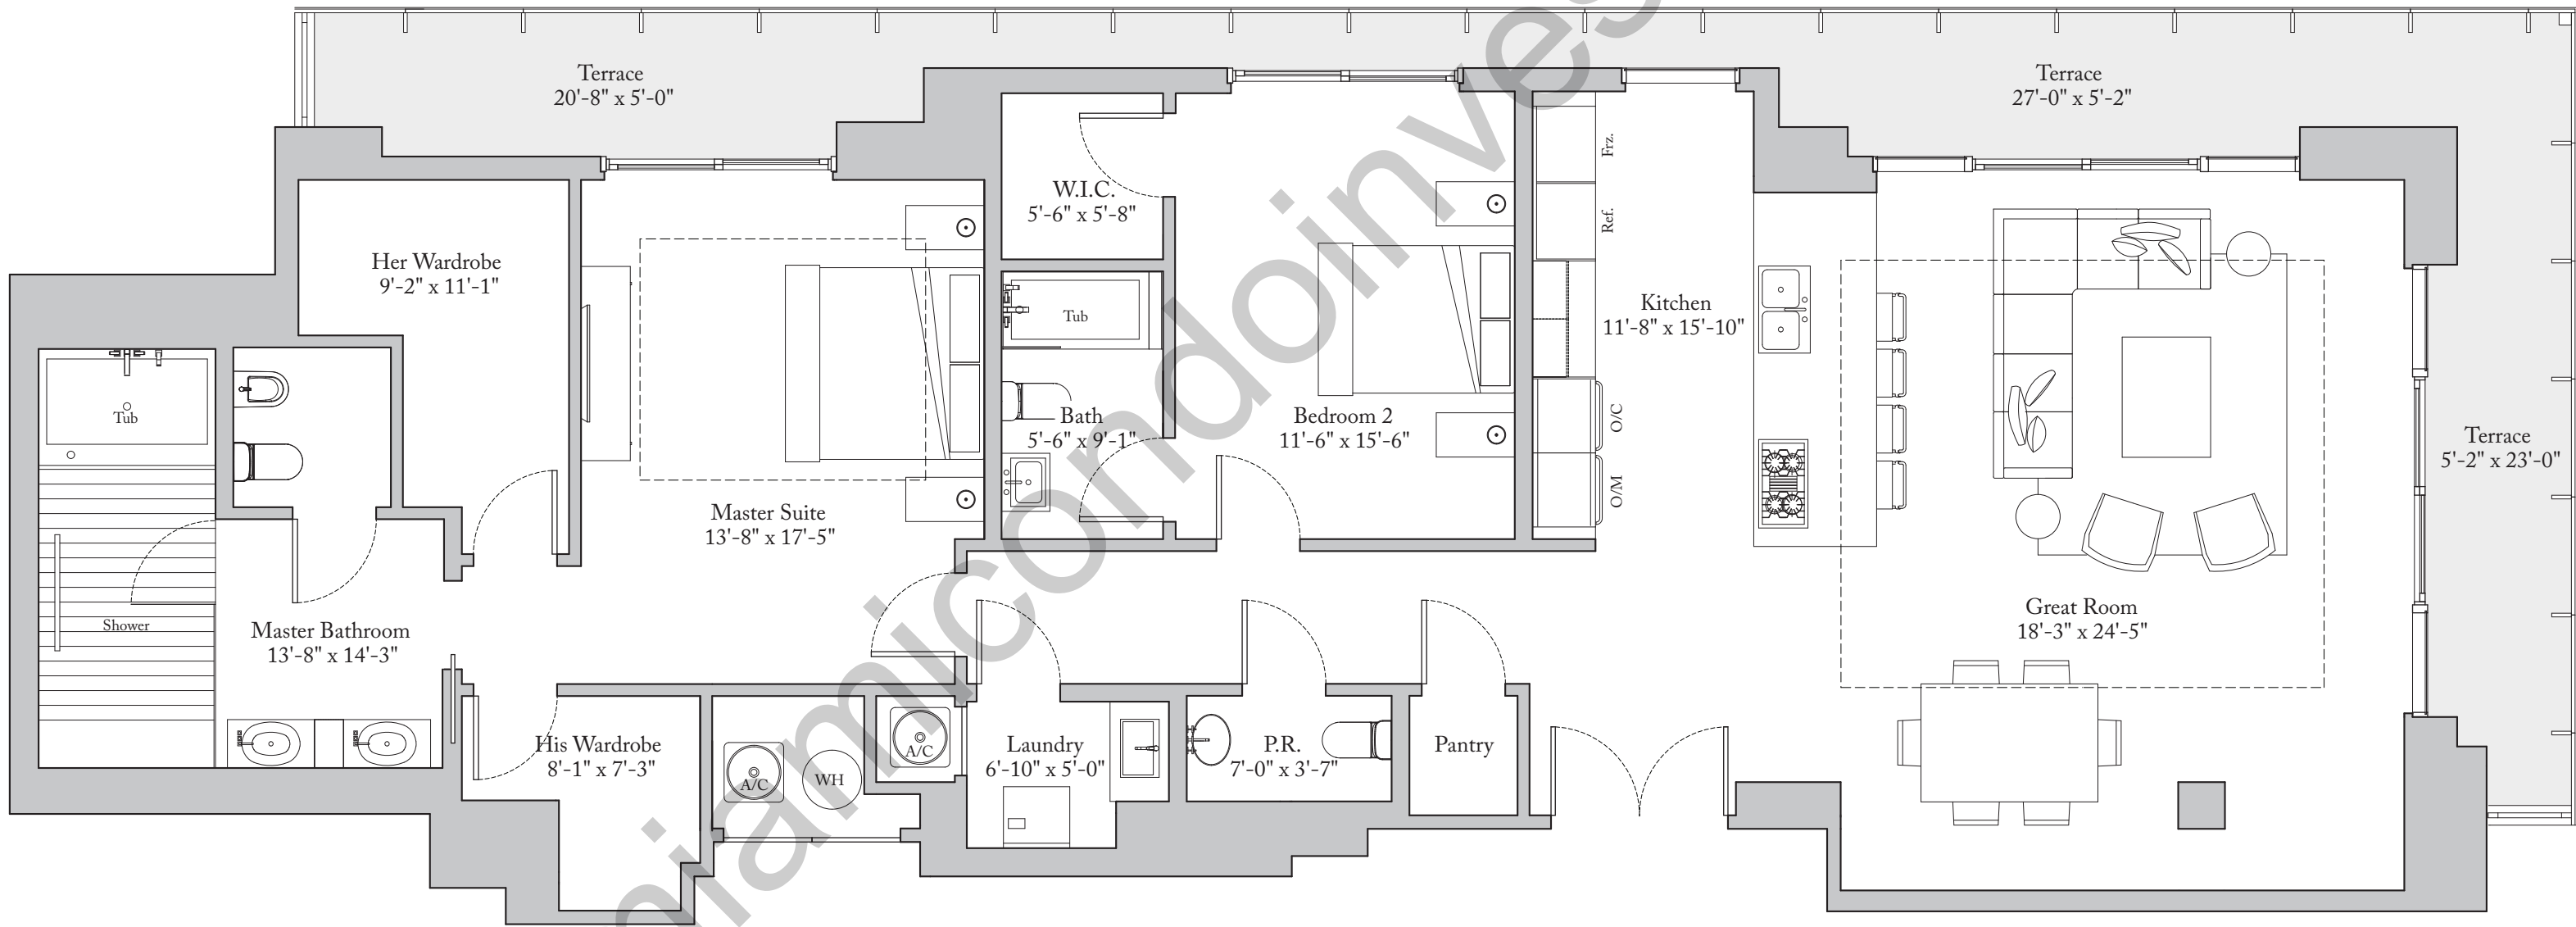 Terrace
20'-8" x 5'-0"
Terrace
27'-0" x 5'-2"
Frz.
W.I.C.
5'-6" x 5'-8"
Ref.
Her Wardrobe
9'-2" x 11'-1"
Kitchen
11'-8" x 15'-10"
Tub
Tub
Bath
5'-6" x 9'-1"
Bedroom 2
11'-6" x 15'-6"
O/C
Terrace
5'-2" x 23'-0"
O/M
Master Suite
13'-8" x 17'-5"
Shower
Master Bathroom
13'-8" x 14'-3"
Great Room
18'-3" x 24'-5"
His Wardrobe
8'-1" x 7'-3"
A/C
WH
A/C
Laundry
6'-10" x 5'-0"
P.R.
7'-0" x 3'-7"
Pantry
miamicondoinves